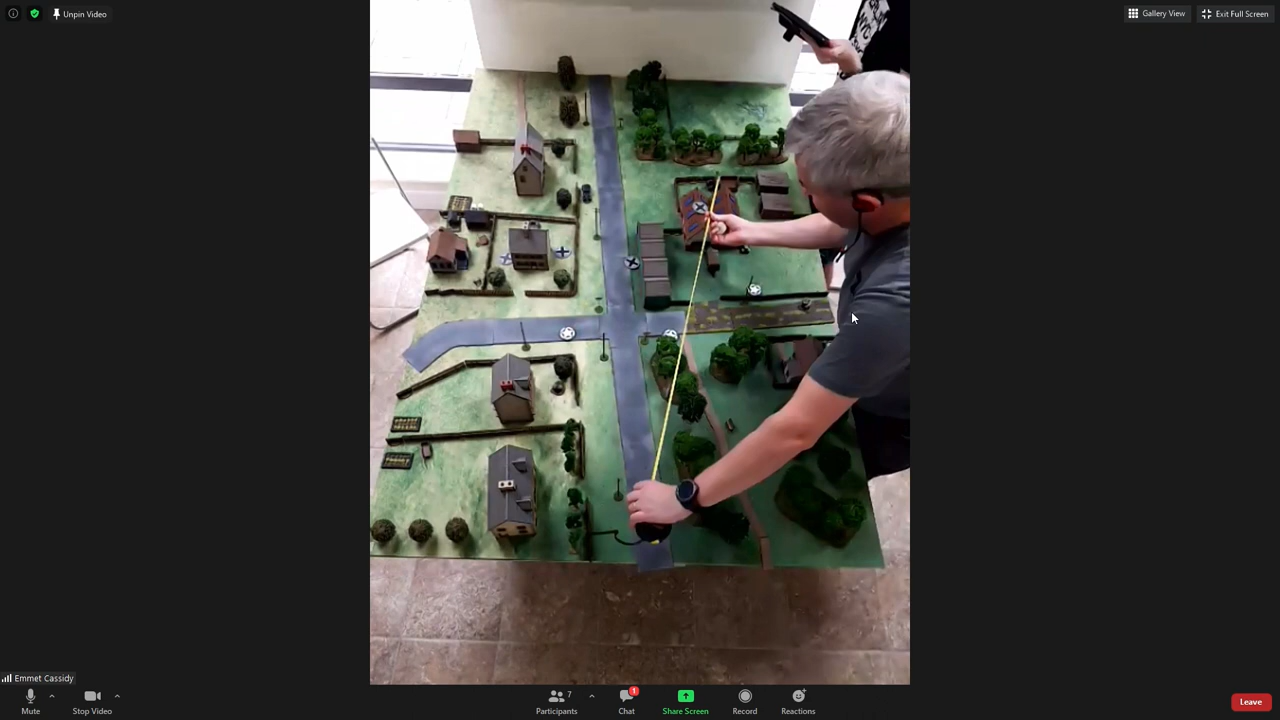 Unpin Video
Gallery View
Exit Full Screen
Emmet Cassidy
Mute
Stop Video
Participants
7
Chat
1
Share Screen
Record
Reactions
Leave